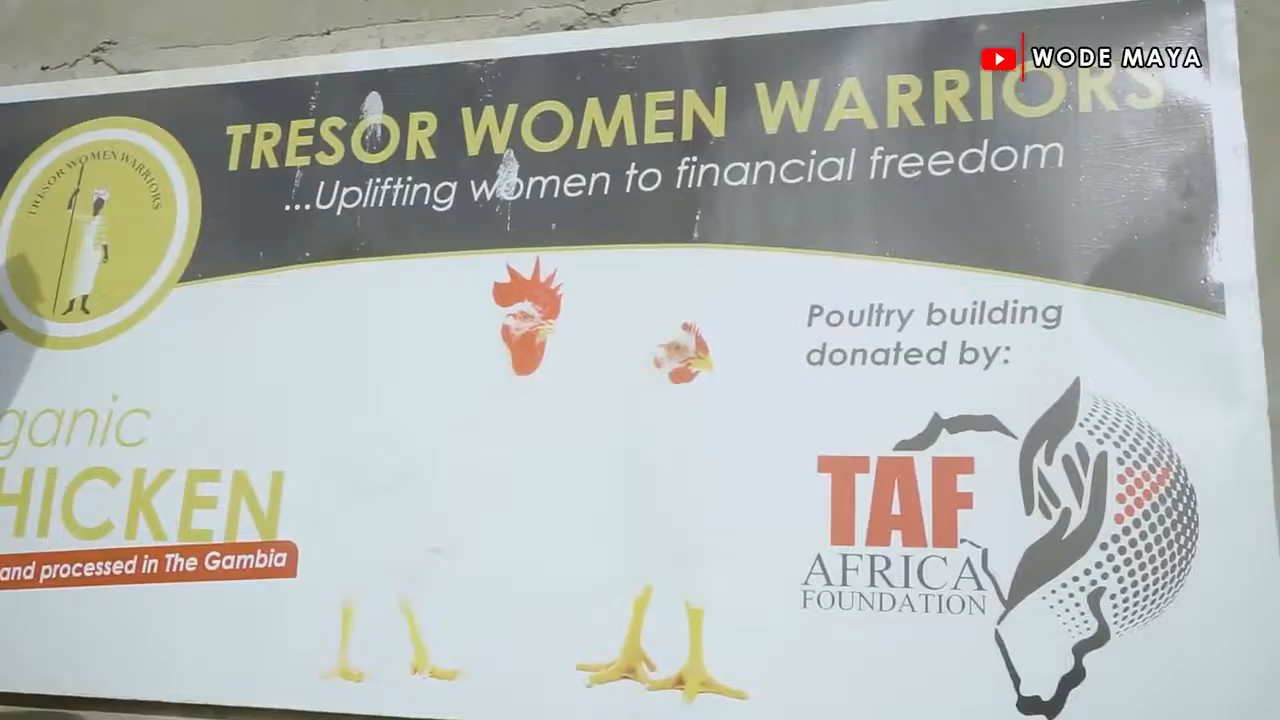 WODE MAYA
TRESOR WOMEN WARRIORS
...Uplifting women to financial freedom
TRESOR WOMEN WARRIORS
Poultry building
donated by:
ganic
HICKEN
and processed in The Gambia
TAF
AFRICA
FOUNDATION